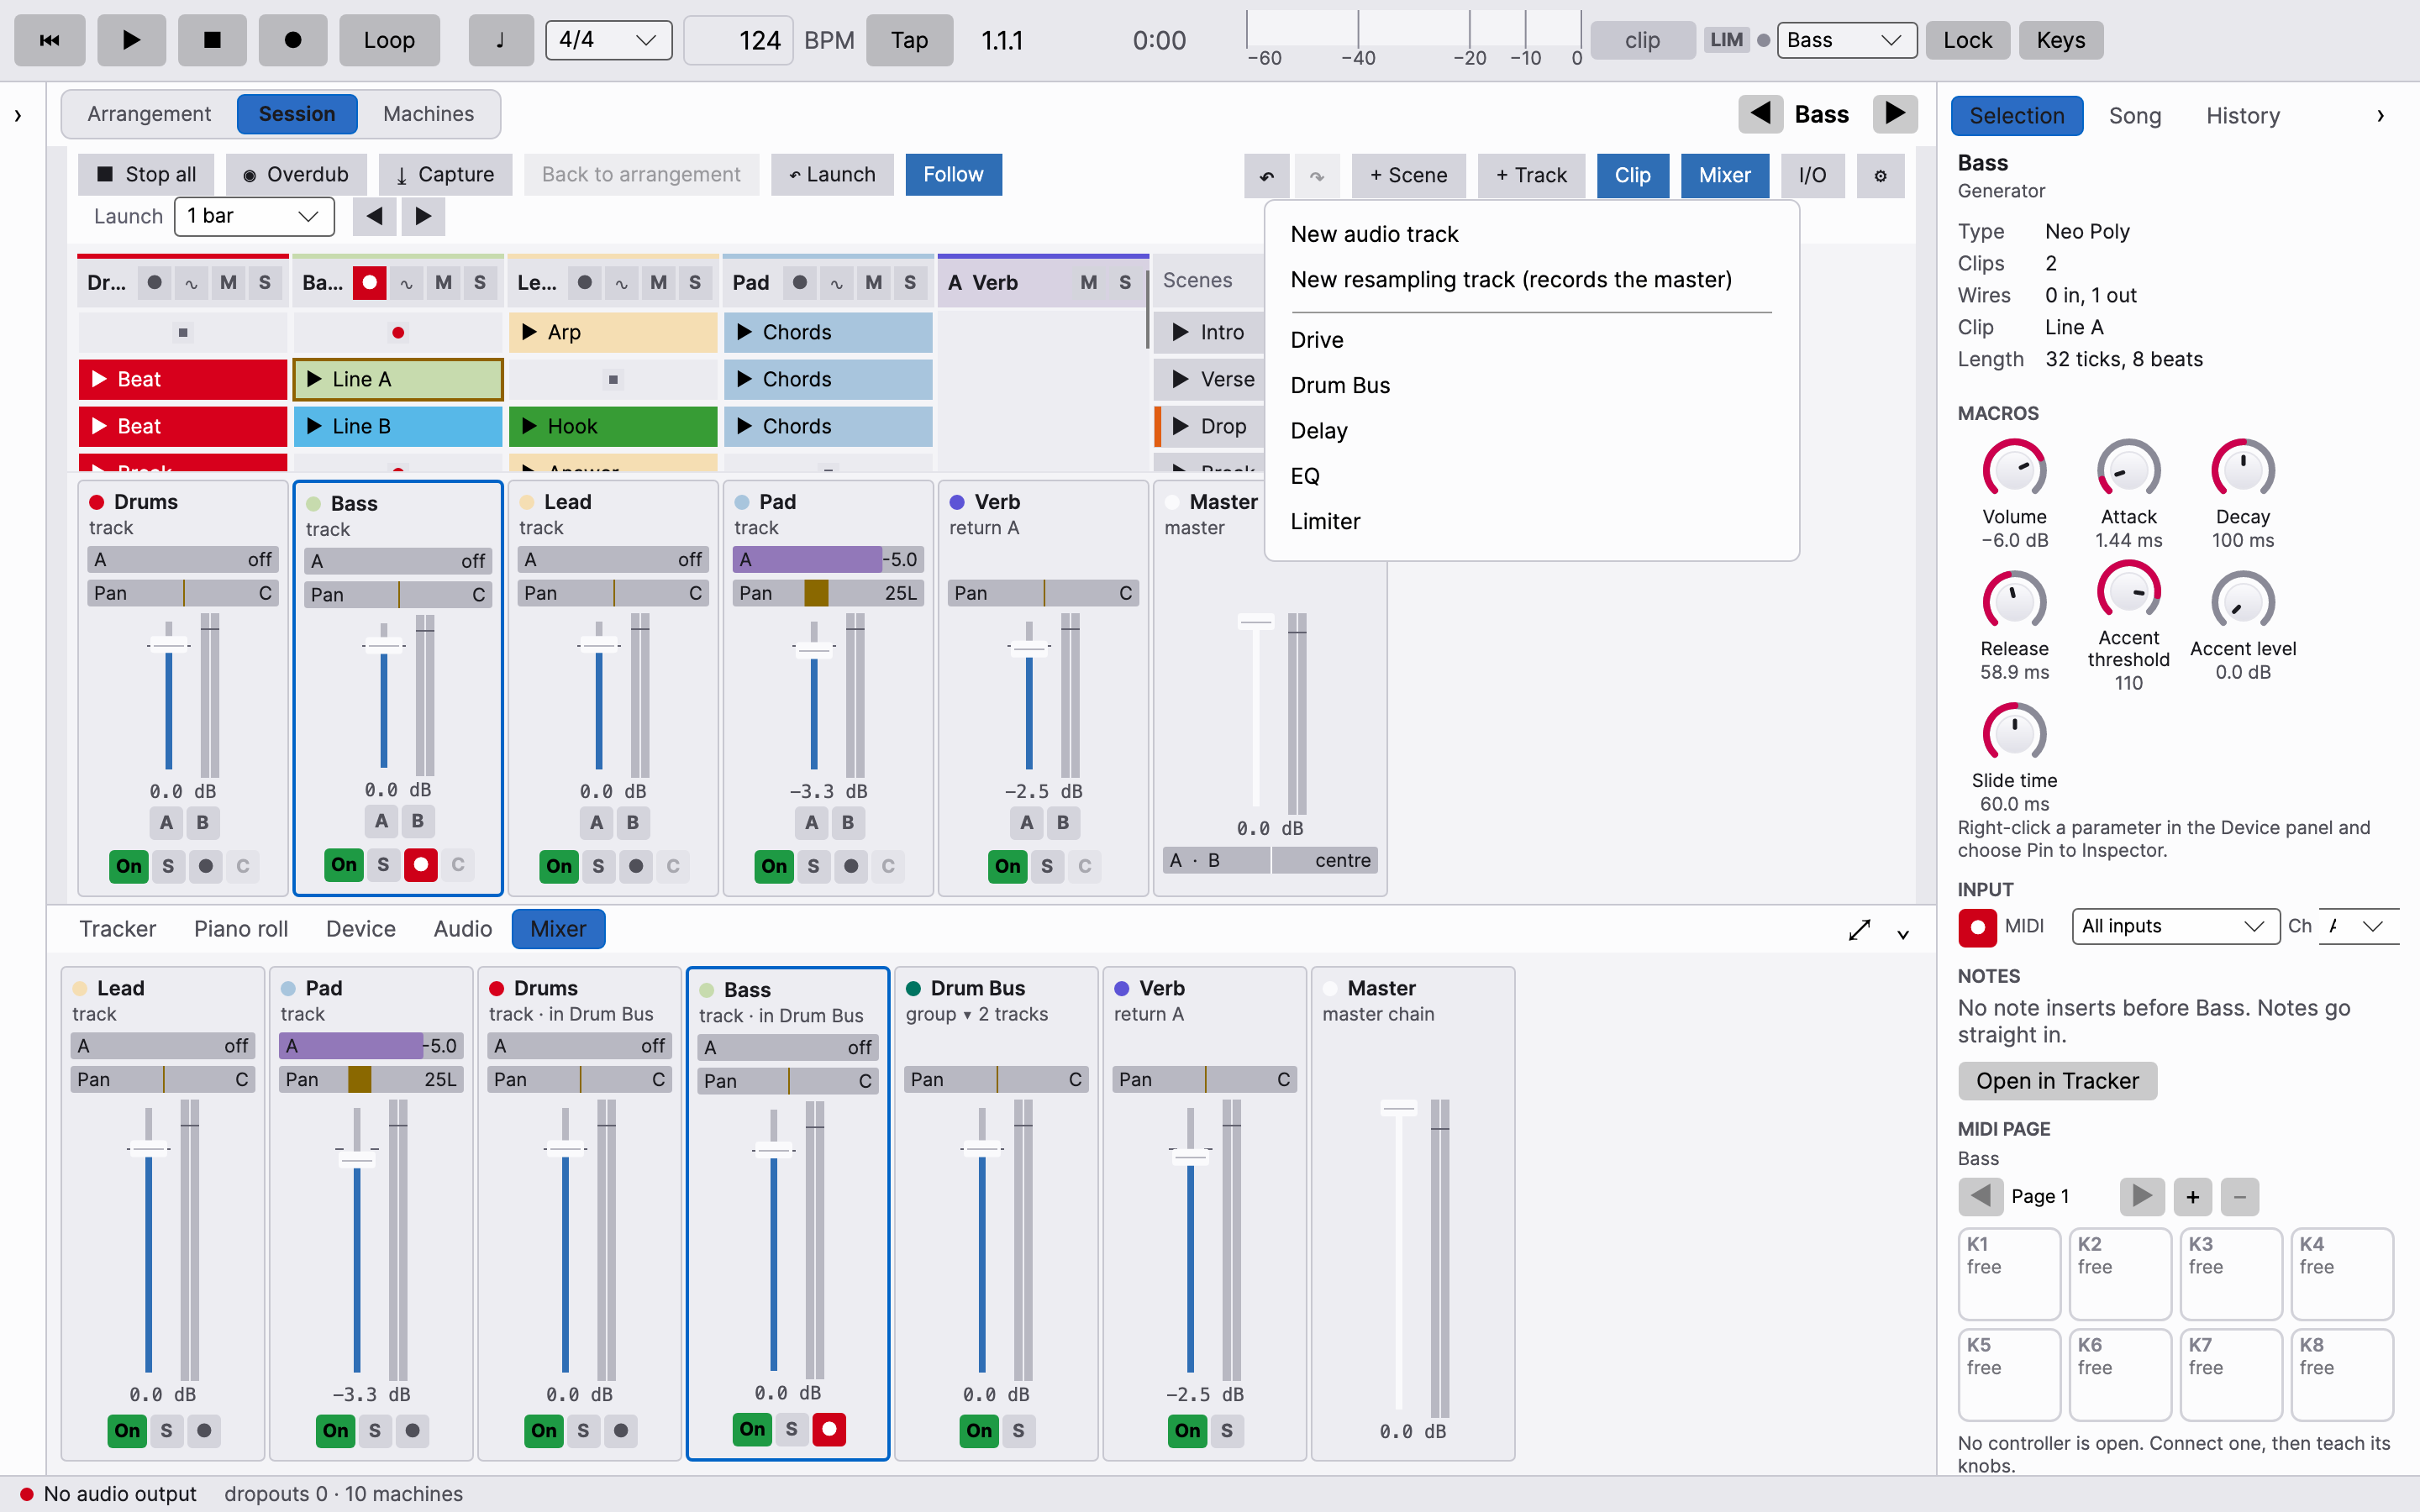 Loop
4/4
124 BPM
Tap
1.1.1
0:00
-60 -40 -20 -10 0
clip
LIM
Bass
Lock
Keys
Arrangement Session Machines
Bass
Selection Song History
Stop all
Overdub
Capture
Back to arrangement
Launch
Follow
+ Scene
+ Track
Clip
Mixer
I/O
Launch 1 bar
New audio track
New resampling track (records the master)
Drive
Drum Bus
Delay
EQ
Limiter
Dr... M S
Ba... M S
Le... M S
Pad M S
A Verb M S
Scenes
Arp Chords Intro
Beat Line A Chords Verse
Beat Line B Hook Chords Drop
Break Answer Break
Drums
track
A off
Pan C
0.0 dB
A B
On S C
Bass
track
A off
Pan C
0.0 dB
A B
On S C
Lead
track
A off
Pan C
0.0 dB
A B
On S C
Pad
track
A -5.0
Pan 25L
−3.3 dB
A B
On S C
Verb
return A
Pan C
−2.5 dB
A B
On S C
Master
master
0.0 dB
A · B centre
Tracker Piano roll Device Audio Mixer
Lead
track
A off
Pan C
0.0 dB
On S
Pad
track
A -5.0
Pan 25L
−3.3 dB
On S
Drums
track · in Drum Bus
A off
Pan C
0.0 dB
On S
Bass
track · in Drum Bus
A off
Pan C
0.0 dB
On S
Drum Bus
group ▾ 2 tracks
Pan C
0.0 dB
On S
Verb
return A
Pan C
−2.5 dB
On S
Master
master chain
0.0 dB
Bass
Generator
Type Neo Poly
Clips 2
Wires 0 in, 1 out
Clip Line A
Length 32 ticks, 8 beats
MACROS
Volume
−6.0 dB
Attack
1.44 ms
Decay
100 ms
Release
58.9 ms
Accent
threshold
110
Accent level
0.0 dB
Slide time
60.0 ms
Right-click a parameter in the Device panel and
choose Pin to Inspector.
INPUT
MIDI All inputs Ch
NOTES
No note inserts before Bass. Notes go
straight in.
Open in Tracker
MIDI PAGE
Bass
Page 1 + −
K1 K2 K3 K4
free free free free
K5 K6 K7 K8
free free free free
No controller is open. Connect one, then teach its
knobs.
No audio output dropouts 0 · 10 machines